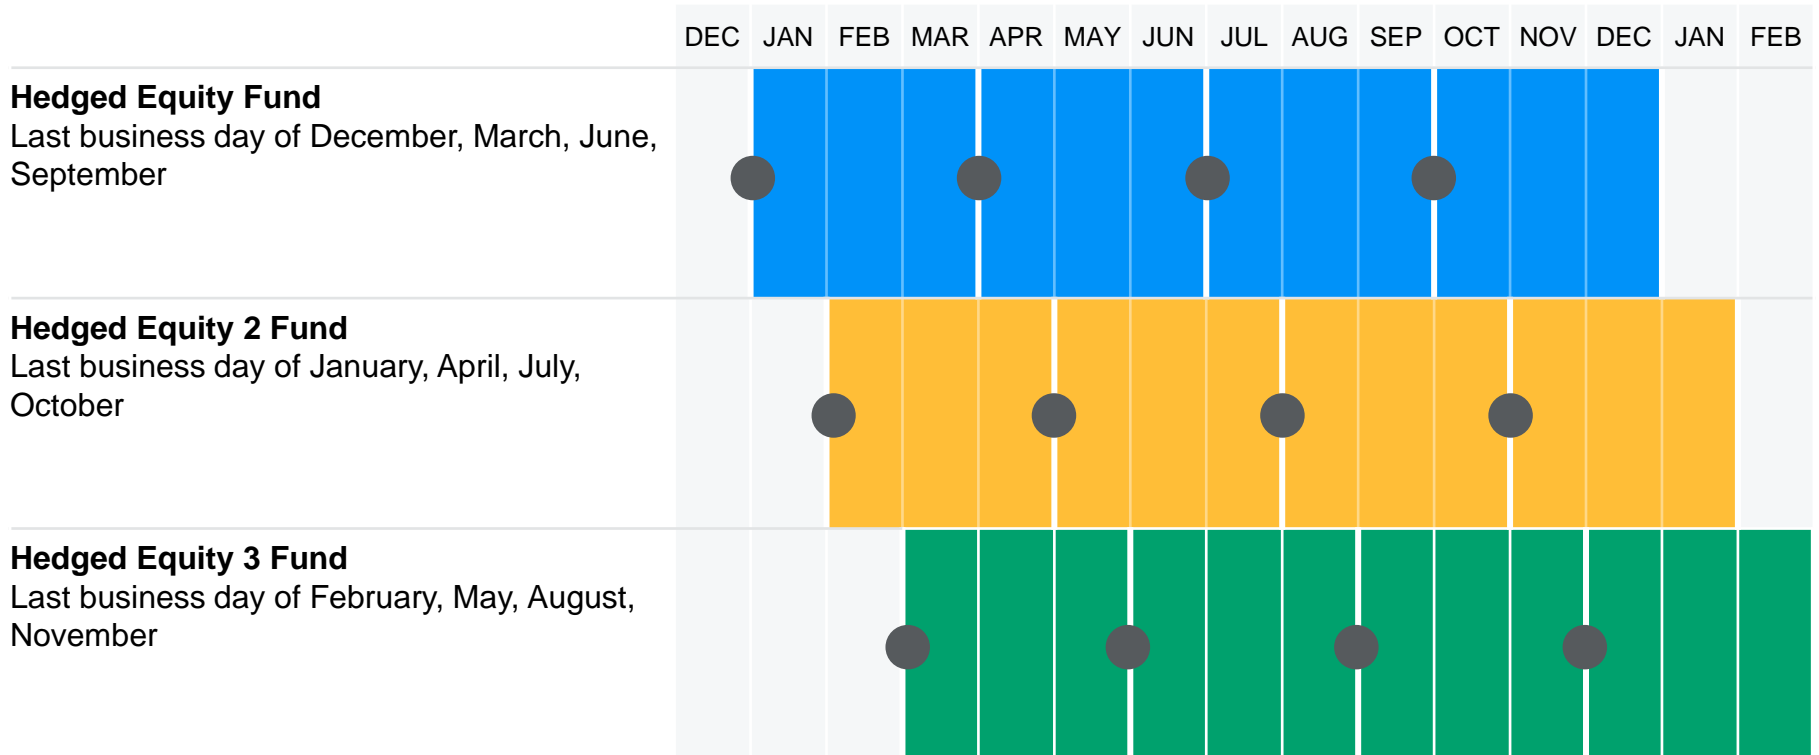 DEC JAN FEB MAR APR MAY JUN JUL AUG SEP OCT NOV DEC JAN FEB
Hedged Equity Fund
Last business day of December, March, June,
September
Hedged Equity 2 Fund
Last business day of January, April, July,
October
Hedged Equity 3 Fund
Last business day of February, May, August,
November